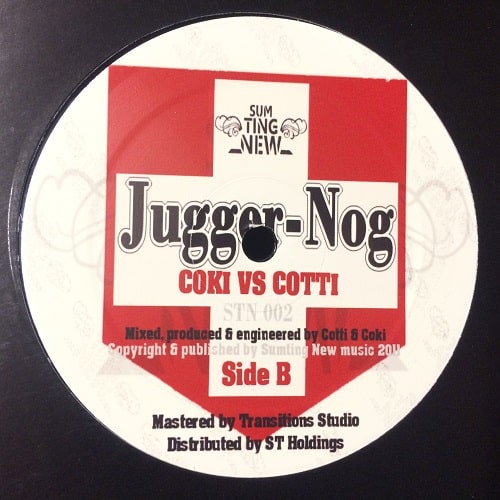 SUM
TING
NEW
Jugger-Nog
COKI VS COTTI
STN 002
Mixed, produced & engineered by Cotti & Coki
Copyright & published by Sumting New music 2011
Side B
Mastered by Transitions Studio
Distributed by ST Holdings